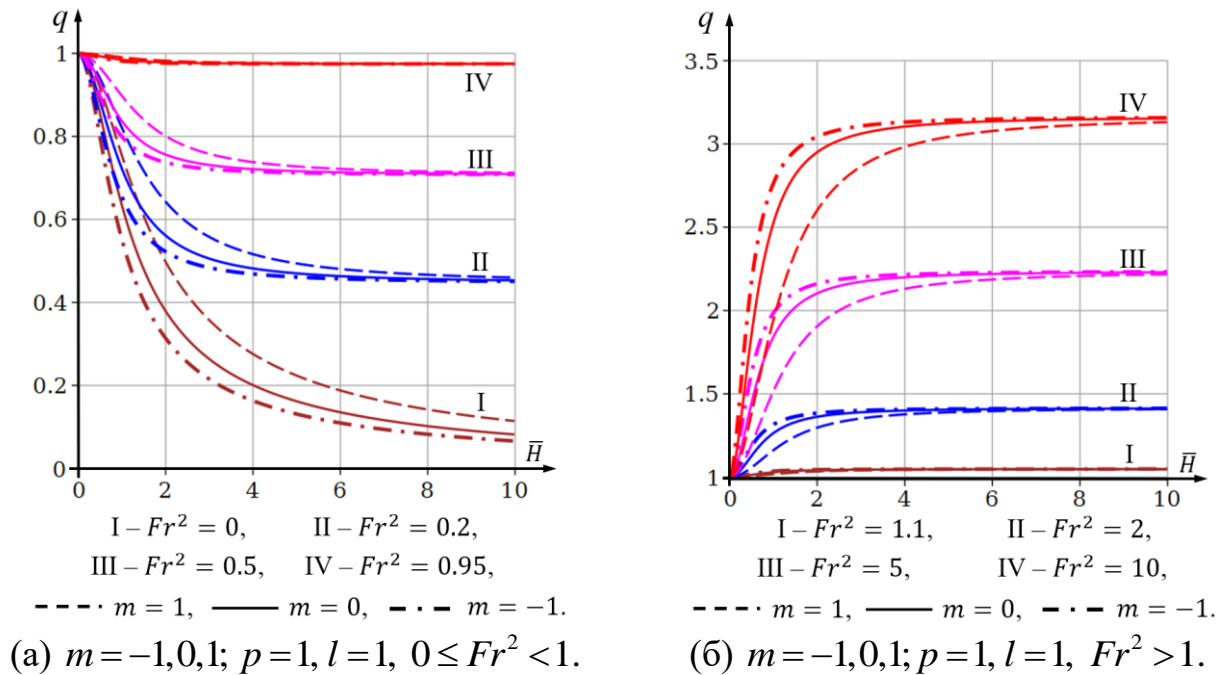 q
1
0.8
0.6
0.4
0.2
0
0 2 4 6 8 10
H̅
IV
III
II
I
I – Fr² = 0, II – Fr² = 0.2,
III – Fr² = 0.5, IV – Fr² = 0.95,
m = 1, m = 0, m = −1.
(а) m = −1,0,1; p = 1, l = 1, 0 ≤ Fr² < 1.
q
3.5
3
2.5
2
1.5
1
0 2 4 6 8 10
H̅
IV
III
II
I
I – Fr² = 1.1, II – Fr² = 2,
III – Fr² = 5, IV – Fr² = 10,
m = 1, m = 0, m = −1.
(б) m = −1,0,1; p = 1, l = 1, Fr² > 1.